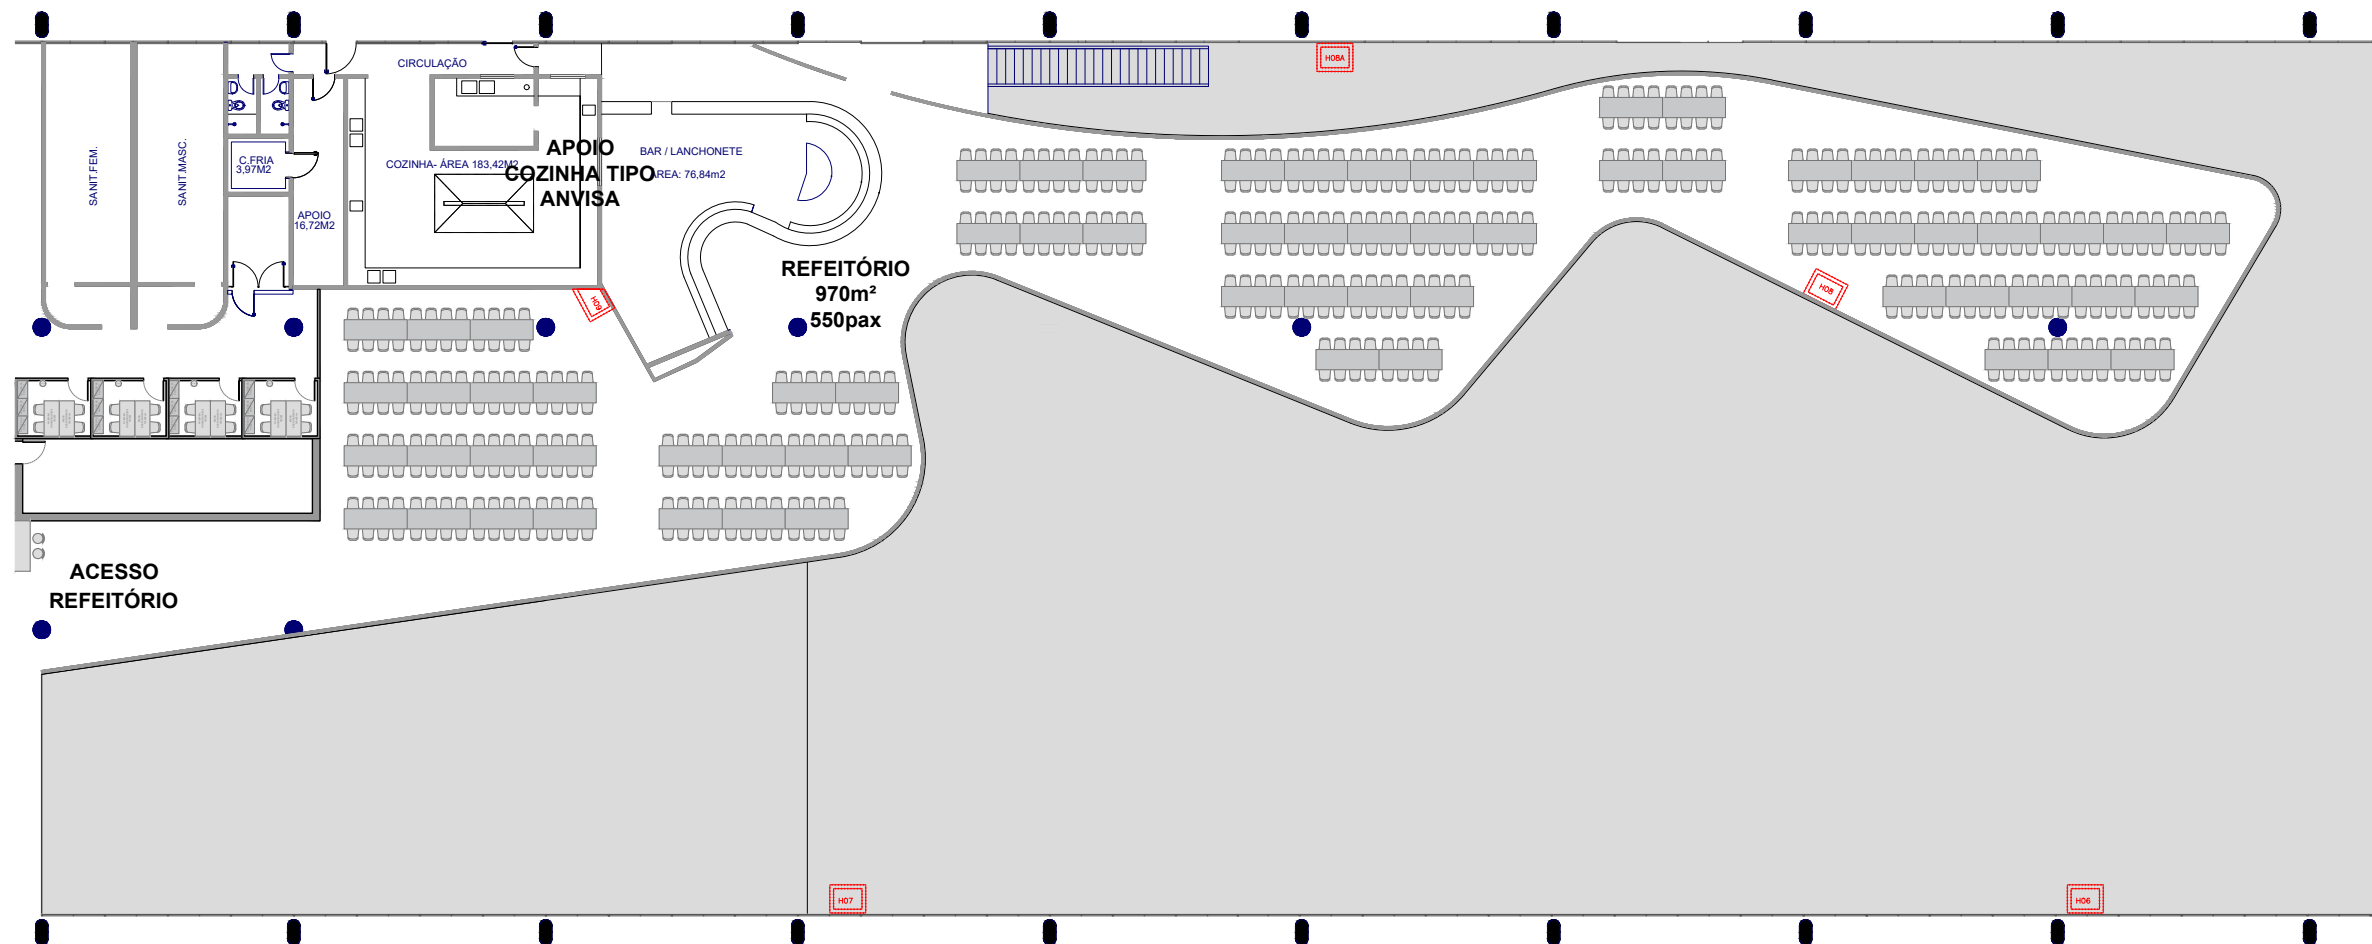 H08A
CIRCULAÇÃO
SANIT.FEM.
SANIT.MASC.
C.FRIA
3,97M2
COZINHA- ÁREA 183,42M2
APOIO
COZINHA TIPO
ANVISA
BAR / LANCHONETE
ÁREA: 76,84m2
APOIO
16,72M2
REFEITÓRIO
970m²
550pax
H09
H08
ACESSO
REFEITÓRIO
H07
H06